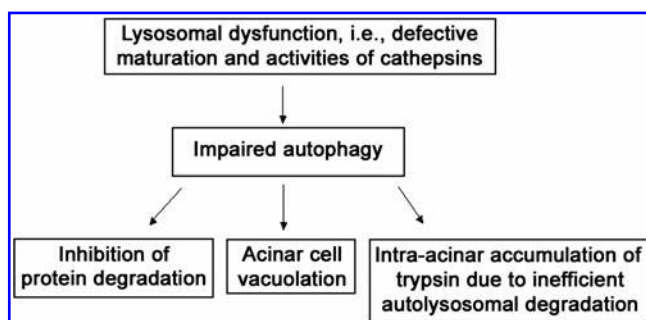 Lysosomal dysfunction, i.e., defective
maturation and activities of cathepsins
Impaired autophagy
Inhibition of
protein degradation
Acinar cell
vacuolation
Intra-acinar accumulation of
trypsin due to inefficient
autolysosomal degradation